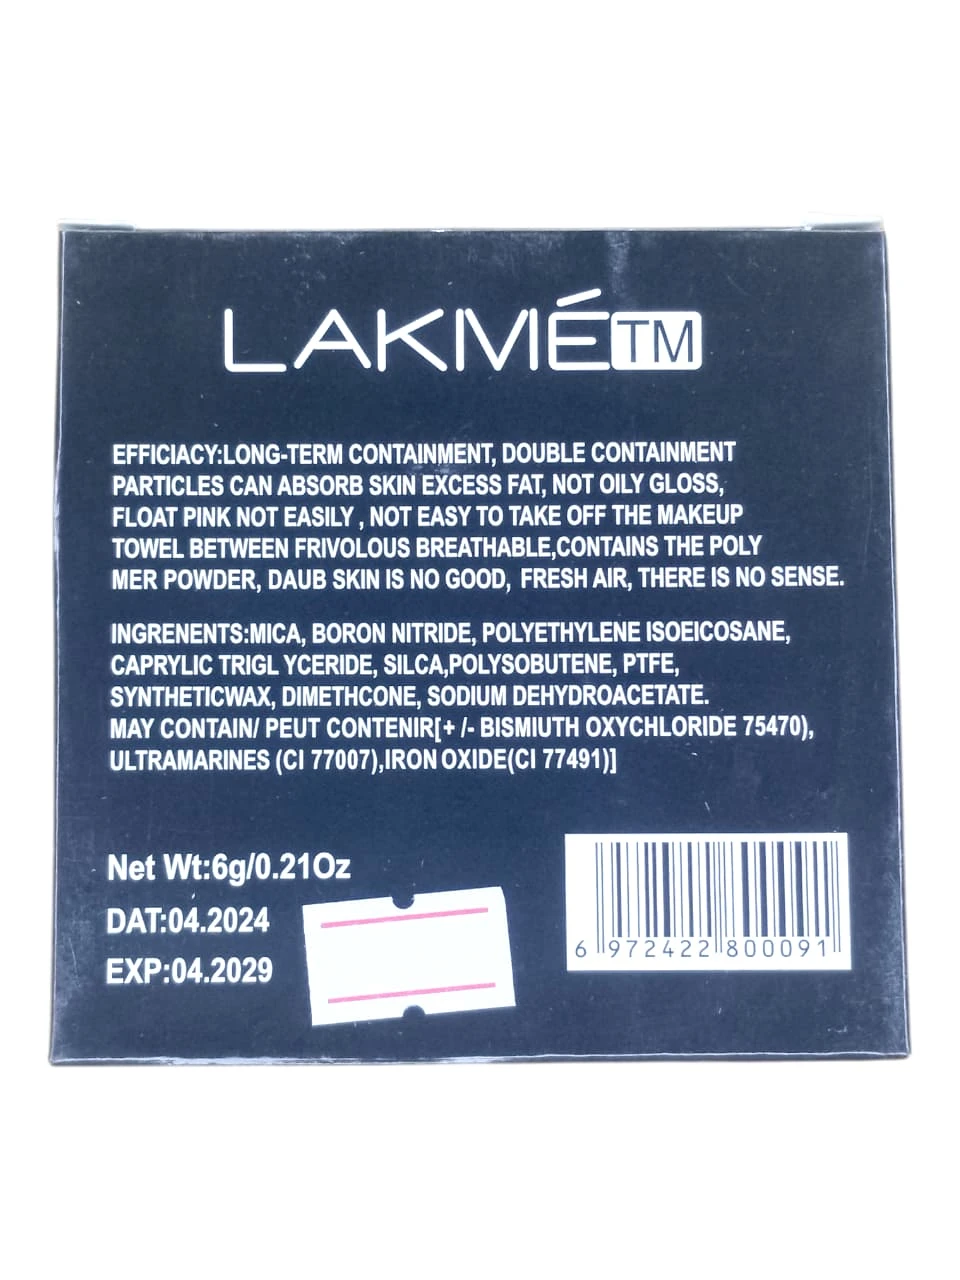 LAKMÉ TM
EFFICIACY:LONG-TERM CONTAINMENT, DOUBLE CONTAINMENT
PARTICLES CAN ABSORB SKIN EXCESS FAT, NOT OILY GLOSS,
FLOAT PINK NOT EASILY , NOT EASY TO TAKE OFF THE MAKEUP
TOWEL BETWEEN FRIVOLOUS BREATHABLE,CONTAINS THE POLY
MER POWDER, DAUB SKIN IS NO GOOD, FRESH AIR, THERE IS NO SENSE.
INGRENENTS:MICA, BORON NITRIDE, POLYETHYLENE ISOEICOSANE,
CAPRYLIC TRIGL YCERIDE, SILCA,POLYSOBUTENE, PTFE,
SYNTHETICWAX, DIMETHCONE, SODIUM DEHYDROACETATE.
MAY CONTAIN/ PEUT CONTENIR[+ /- BISMIUTH OXYCHLORIDE 75470),
ULTRAMARINES (CI 77007),IRON OXIDE(CI 77491)]
Net Wt:6g/0.21Oz
DAT:04.2024
EXP:04.2029
6 972422 800091